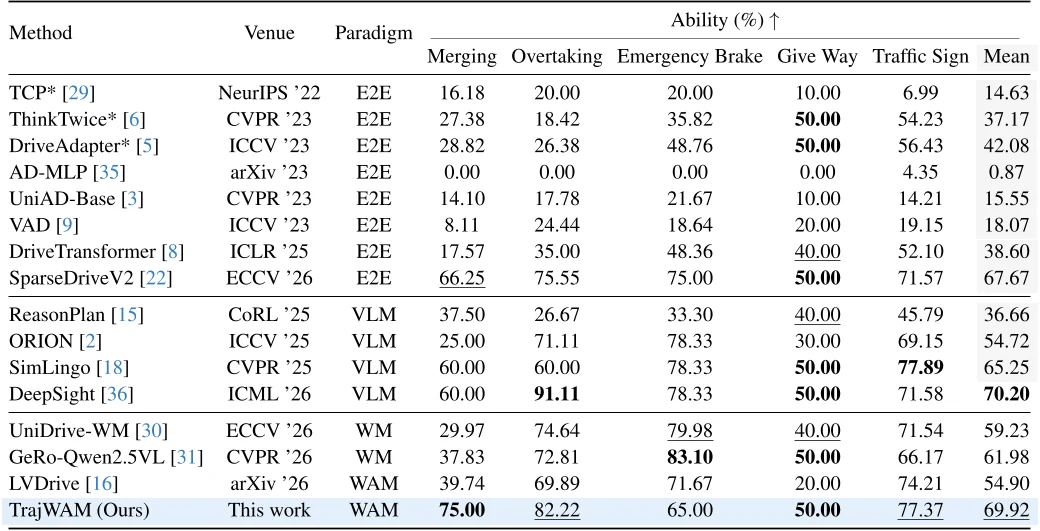 Method Venue Paradigm Ability (%) ↑
Merging Overtaking Emergency Brake Give Way Traffic Sign Mean
TCP* [29] NeurIPS ’22 E2E 16.18 20.00 20.00 10.00 6.99 14.63
ThinkTwice* [6] CVPR ’23 E2E 27.38 18.42 35.82 50.00 54.23 37.17
DriveAdapter* [5] ICCV ’23 E2E 28.82 26.38 48.76 50.00 56.43 42.08
AD-MLP [35] arXiv ’23 E2E 0.00 0.00 0.00 0.00 4.35 0.87
UniAD-Base [3] CVPR ’23 E2E 14.10 17.78 21.67 10.00 14.21 15.55
VAD [9] ICCV ’23 E2E 8.11 24.44 18.64 20.00 19.15 18.07
DriveTransformer [8] ICLR ’25 E2E 17.57 35.00 48.36 40.00 52.10 38.60
SparseDriveV2 [22] ECCV ’26 E2E 66.25 75.55 75.00 50.00 71.57 67.67
ReasonPlan [15] CoRL ’25 VLM 37.50 26.67 33.30 40.00 45.79 36.66
ORION [2] ICCV ’25 VLM 25.00 71.11 78.33 30.00 69.15 54.72
SimLingo [18] CVPR ’25 VLM 60.00 60.00 78.33 50.00 77.89 65.25
DeepSight [36] ICML ’26 VLM 60.00 91.11 78.33 50.00 71.58 70.20
UniDrive-WM [30] ECCV ’26 WM 29.97 74.64 79.98 40.00 71.54 59.23
GeRo-Qwen2.5VL [31] CVPR ’26 WM 37.83 72.81 83.10 50.00 66.17 61.98
LVDrive [16] arXiv ’26 WAM 39.74 69.89 71.67 20.00 74.21 54.90
TrajWAM (Ours) This work WAM 75.00 82.22 65.00 50.00 77.37 69.92